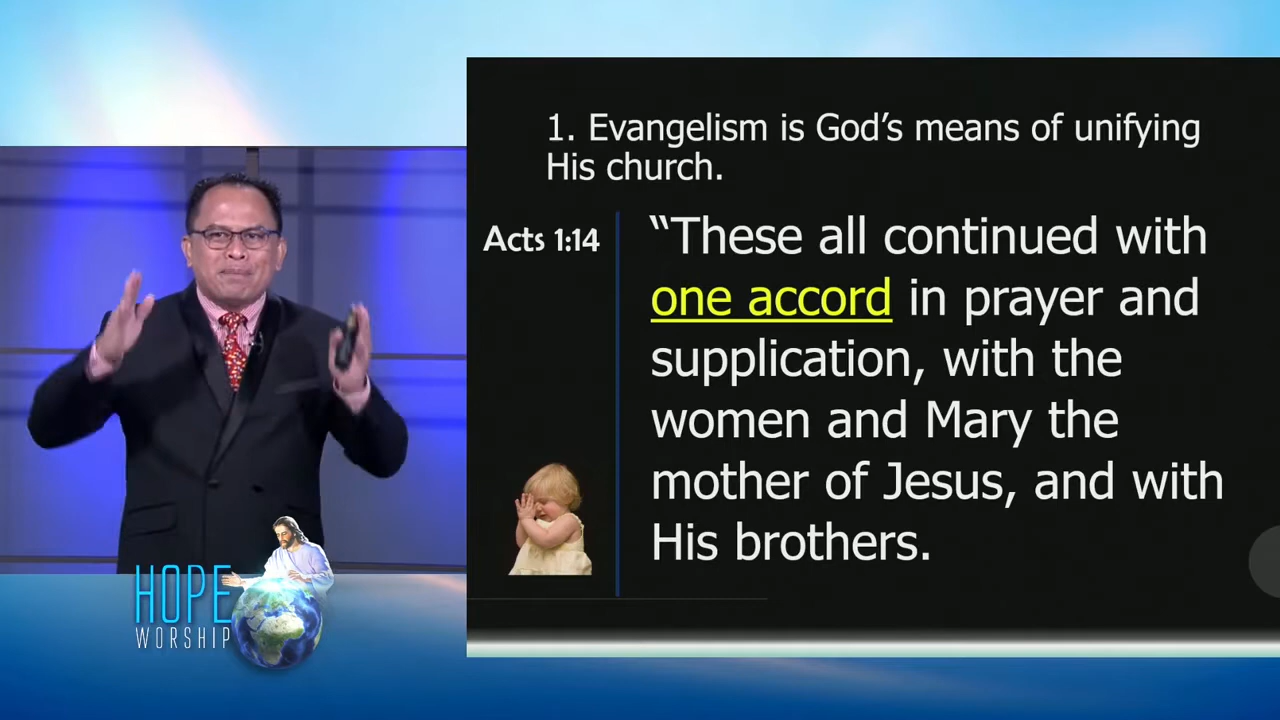 1. Evangelism is God’s means of unifying
His church.
Acts 1:14
“These all continued with
one accord in prayer and
supplication, with the
women and Mary the
mother of Jesus, and with
His brothers.
HOPE
WORSHIP